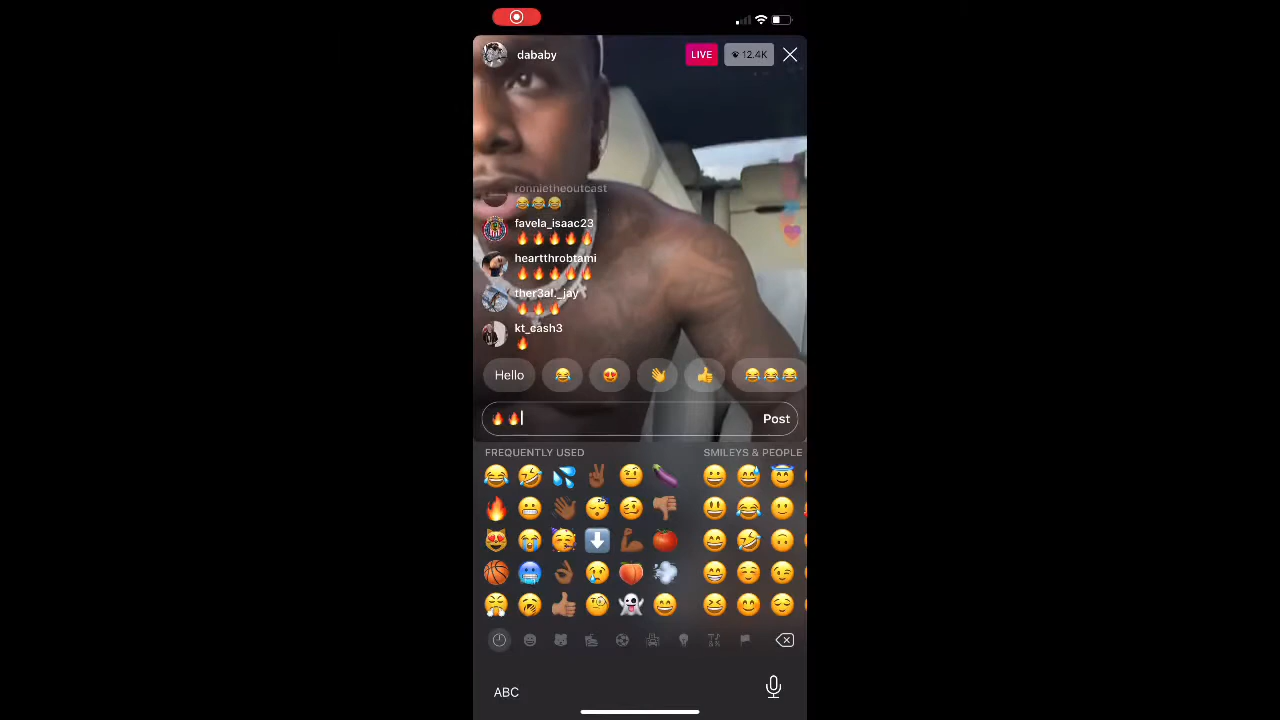 dababy
LIVE 12.4K
ronnietheoutcast
😂😂😂
favela_isaac23
🔥🔥🔥🔥🔥
heartthrobtami
🔥🔥🔥🔥🔥
ther3al._jay
🔥🔥🔥
kt_cash3
🔥
Hello 😂 😍 👋 👍 😂😂😂
🔥🔥 Post
FREQUENTLY USED SMILEYS & PEOPLE
ABC